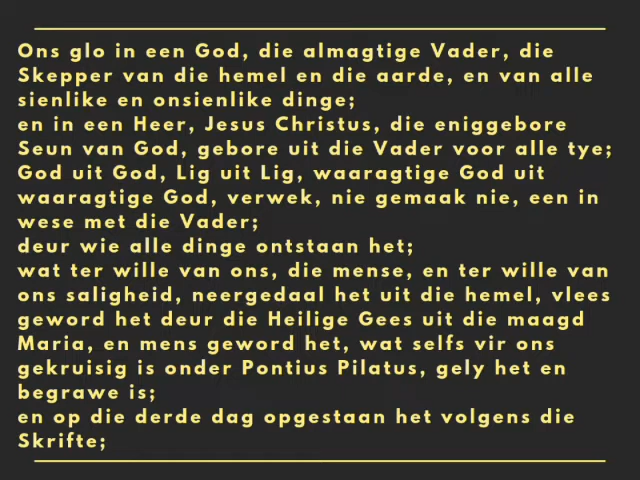 Ons glo in een God, die almagtige Vader, die
Skepper van die hemel en die aarde, en van alle
sienlike en onsienlike dinge;
en in een Heer, Jesus Christus, die eniggebore
Seun van God, gebore uit die Vader voor alle tye;
God uit God, Lig uit Lig, waaragtige God uit
waaragtige God, verwek, nie gemaak nie, een in
wese met die Vader;
deur wie alle dinge ontstaan het;
wat ter wille van ons, die mense, en ter wille van
ons saligheid, neergedaal het uit die hemel, vlees
geword het deur die Heilige Gees uit die maagd
Maria, en mens geword het, wat selfs vir ons
gekruisig is onder Pontius Pilatus, gely het en
begrawe is;
en op die derde dag opgestaan het volgens die
Skrifte;